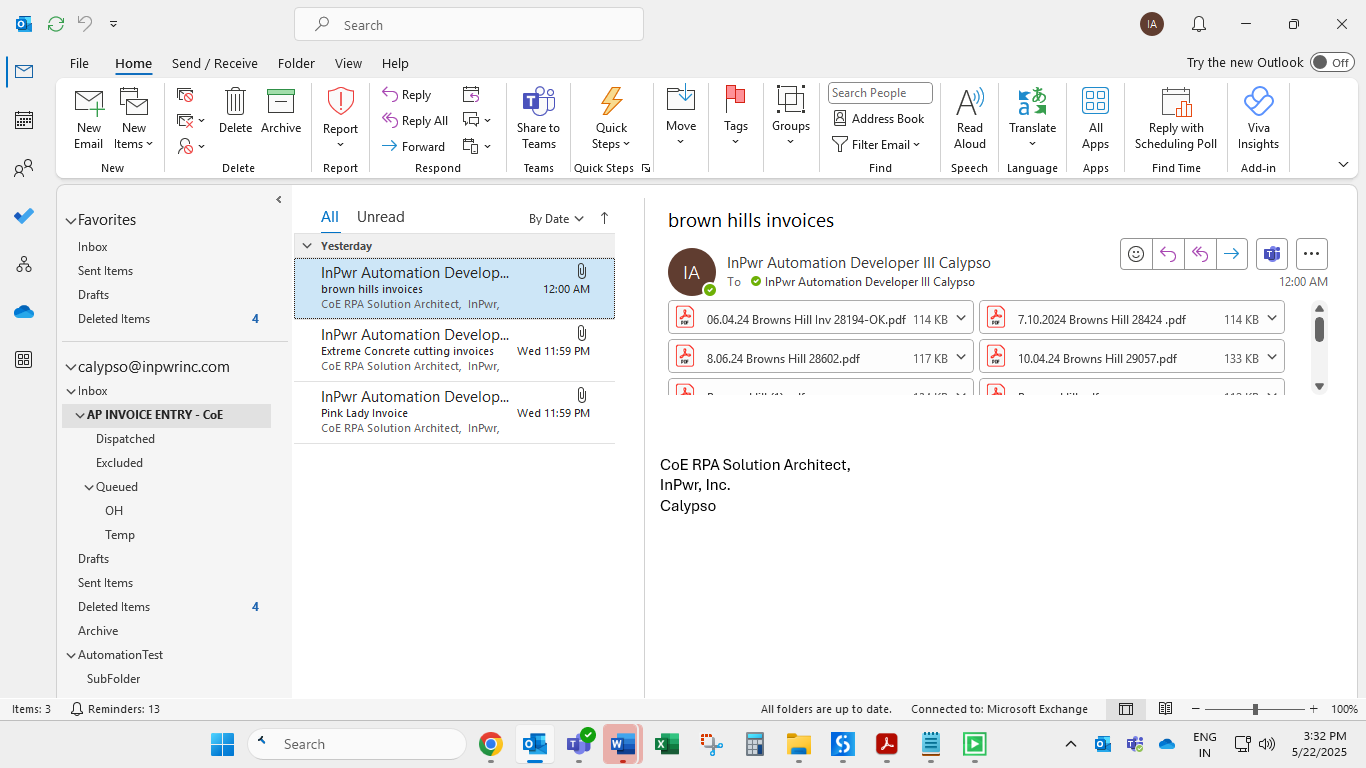 Search
IA
File Home Send / Receive Folder View Help
Try the new Outlook Off
New Email
New Items
Delete
Archive
Report
Reply
Reply All
Forward
Share to Teams
Quick Steps
Move
Tags
Groups
Search People
Address Book
Filter Email
Read Aloud
Translate
All Apps
Reply with Scheduling Poll
Viva Insights
New
Delete
Report
Respond
Teams
Quick Steps
Find
Speech
Language
Apps
Find Time
Add-in
Favorites
Inbox
Sent Items
Drafts
Deleted Items 4
calypso@inpwrinc.com
Inbox
AP INVOICE ENTRY - CoE
Dispatched
Excluded
Queued
OH
Temp
Drafts
Sent Items
Deleted Items 4
Archive
AutomationTest
SubFolder
All Unread By Date
Yesterday
InPwr Automation Develop...
brown hills invoices 12:00 AM
CoE RPA Solution Architect, InPwr,
InPwr Automation Develop...
Extreme Concrete cutting invoices Wed 11:59 PM
CoE RPA Solution Architect, InPwr,
InPwr Automation Develop...
Pink Lady Invoice Wed 11:59 PM
CoE RPA Solution Architect, InPwr,
brown hills invoices
IA
InPwr Automation Developer III Calypso
To InPwr Automation Developer III Calypso 12:00 AM
06.04.24 Browns Hill Inv 28194-OK.pdf 114 KB
7.10.2024 Browns Hill 28424 .pdf 114 KB
8.06.24 Browns Hill 28602.pdf 117 KB
10.04.24 Browns Hill 29057.pdf 133 KB
CoE RPA Solution Architect,
InPwr, Inc.
Calypso
Items: 3 Reminders: 13 All folders are up to date. Connected to: Microsoft Exchange 100%
Search
ENG
IN
3:32 PM
5/22/2025